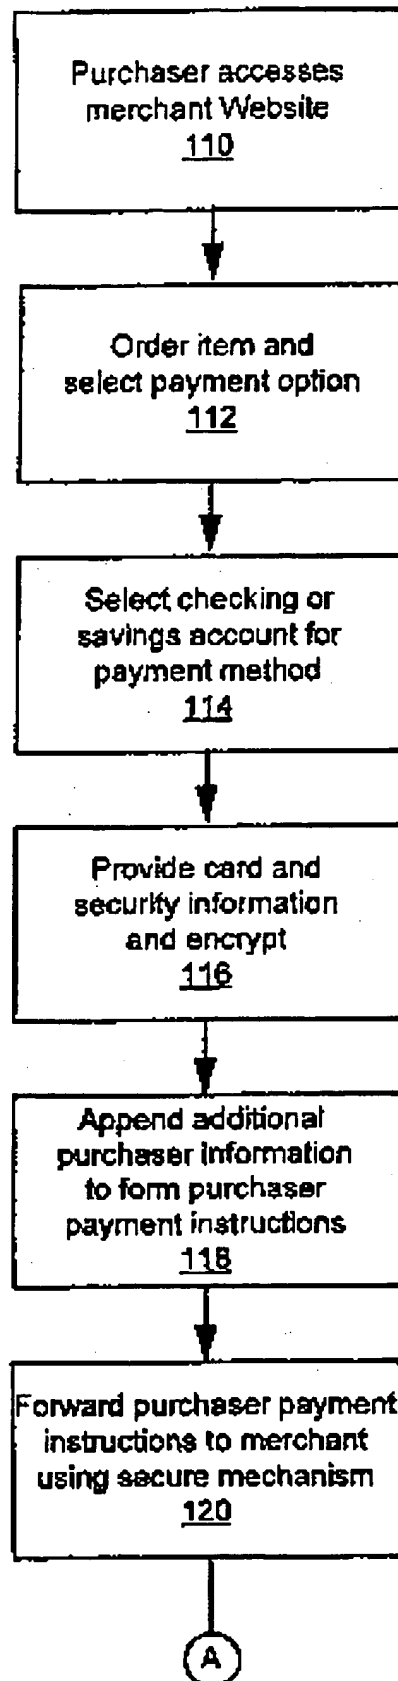 Purchaser accesses
merchant Website
110
Order item and
select payment option
112
Select checking or
savings account for
payment method
114
Provide card and
security information
and encrypt
116
Append additional
purchaser information
to form purchaser
payment instructions
118
Forward purchaser payment
instructions to merchant
using secure mechanism
120
A